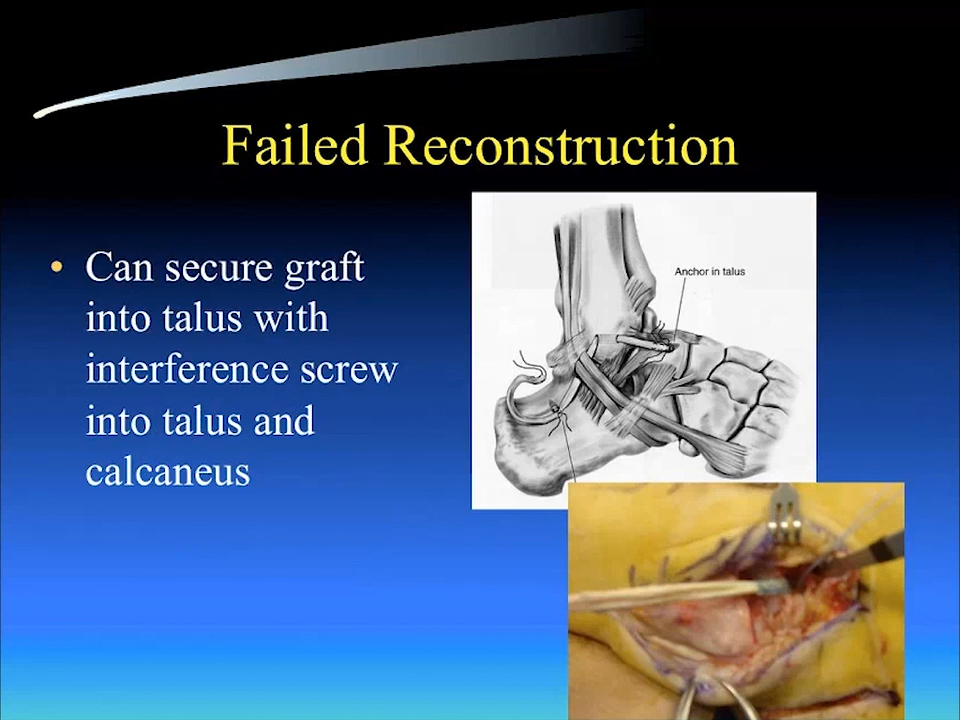 Failed Reconstruction
• Can secure graft
into talus with
interference screw
into talus and
calcaneus
Anchor in talus